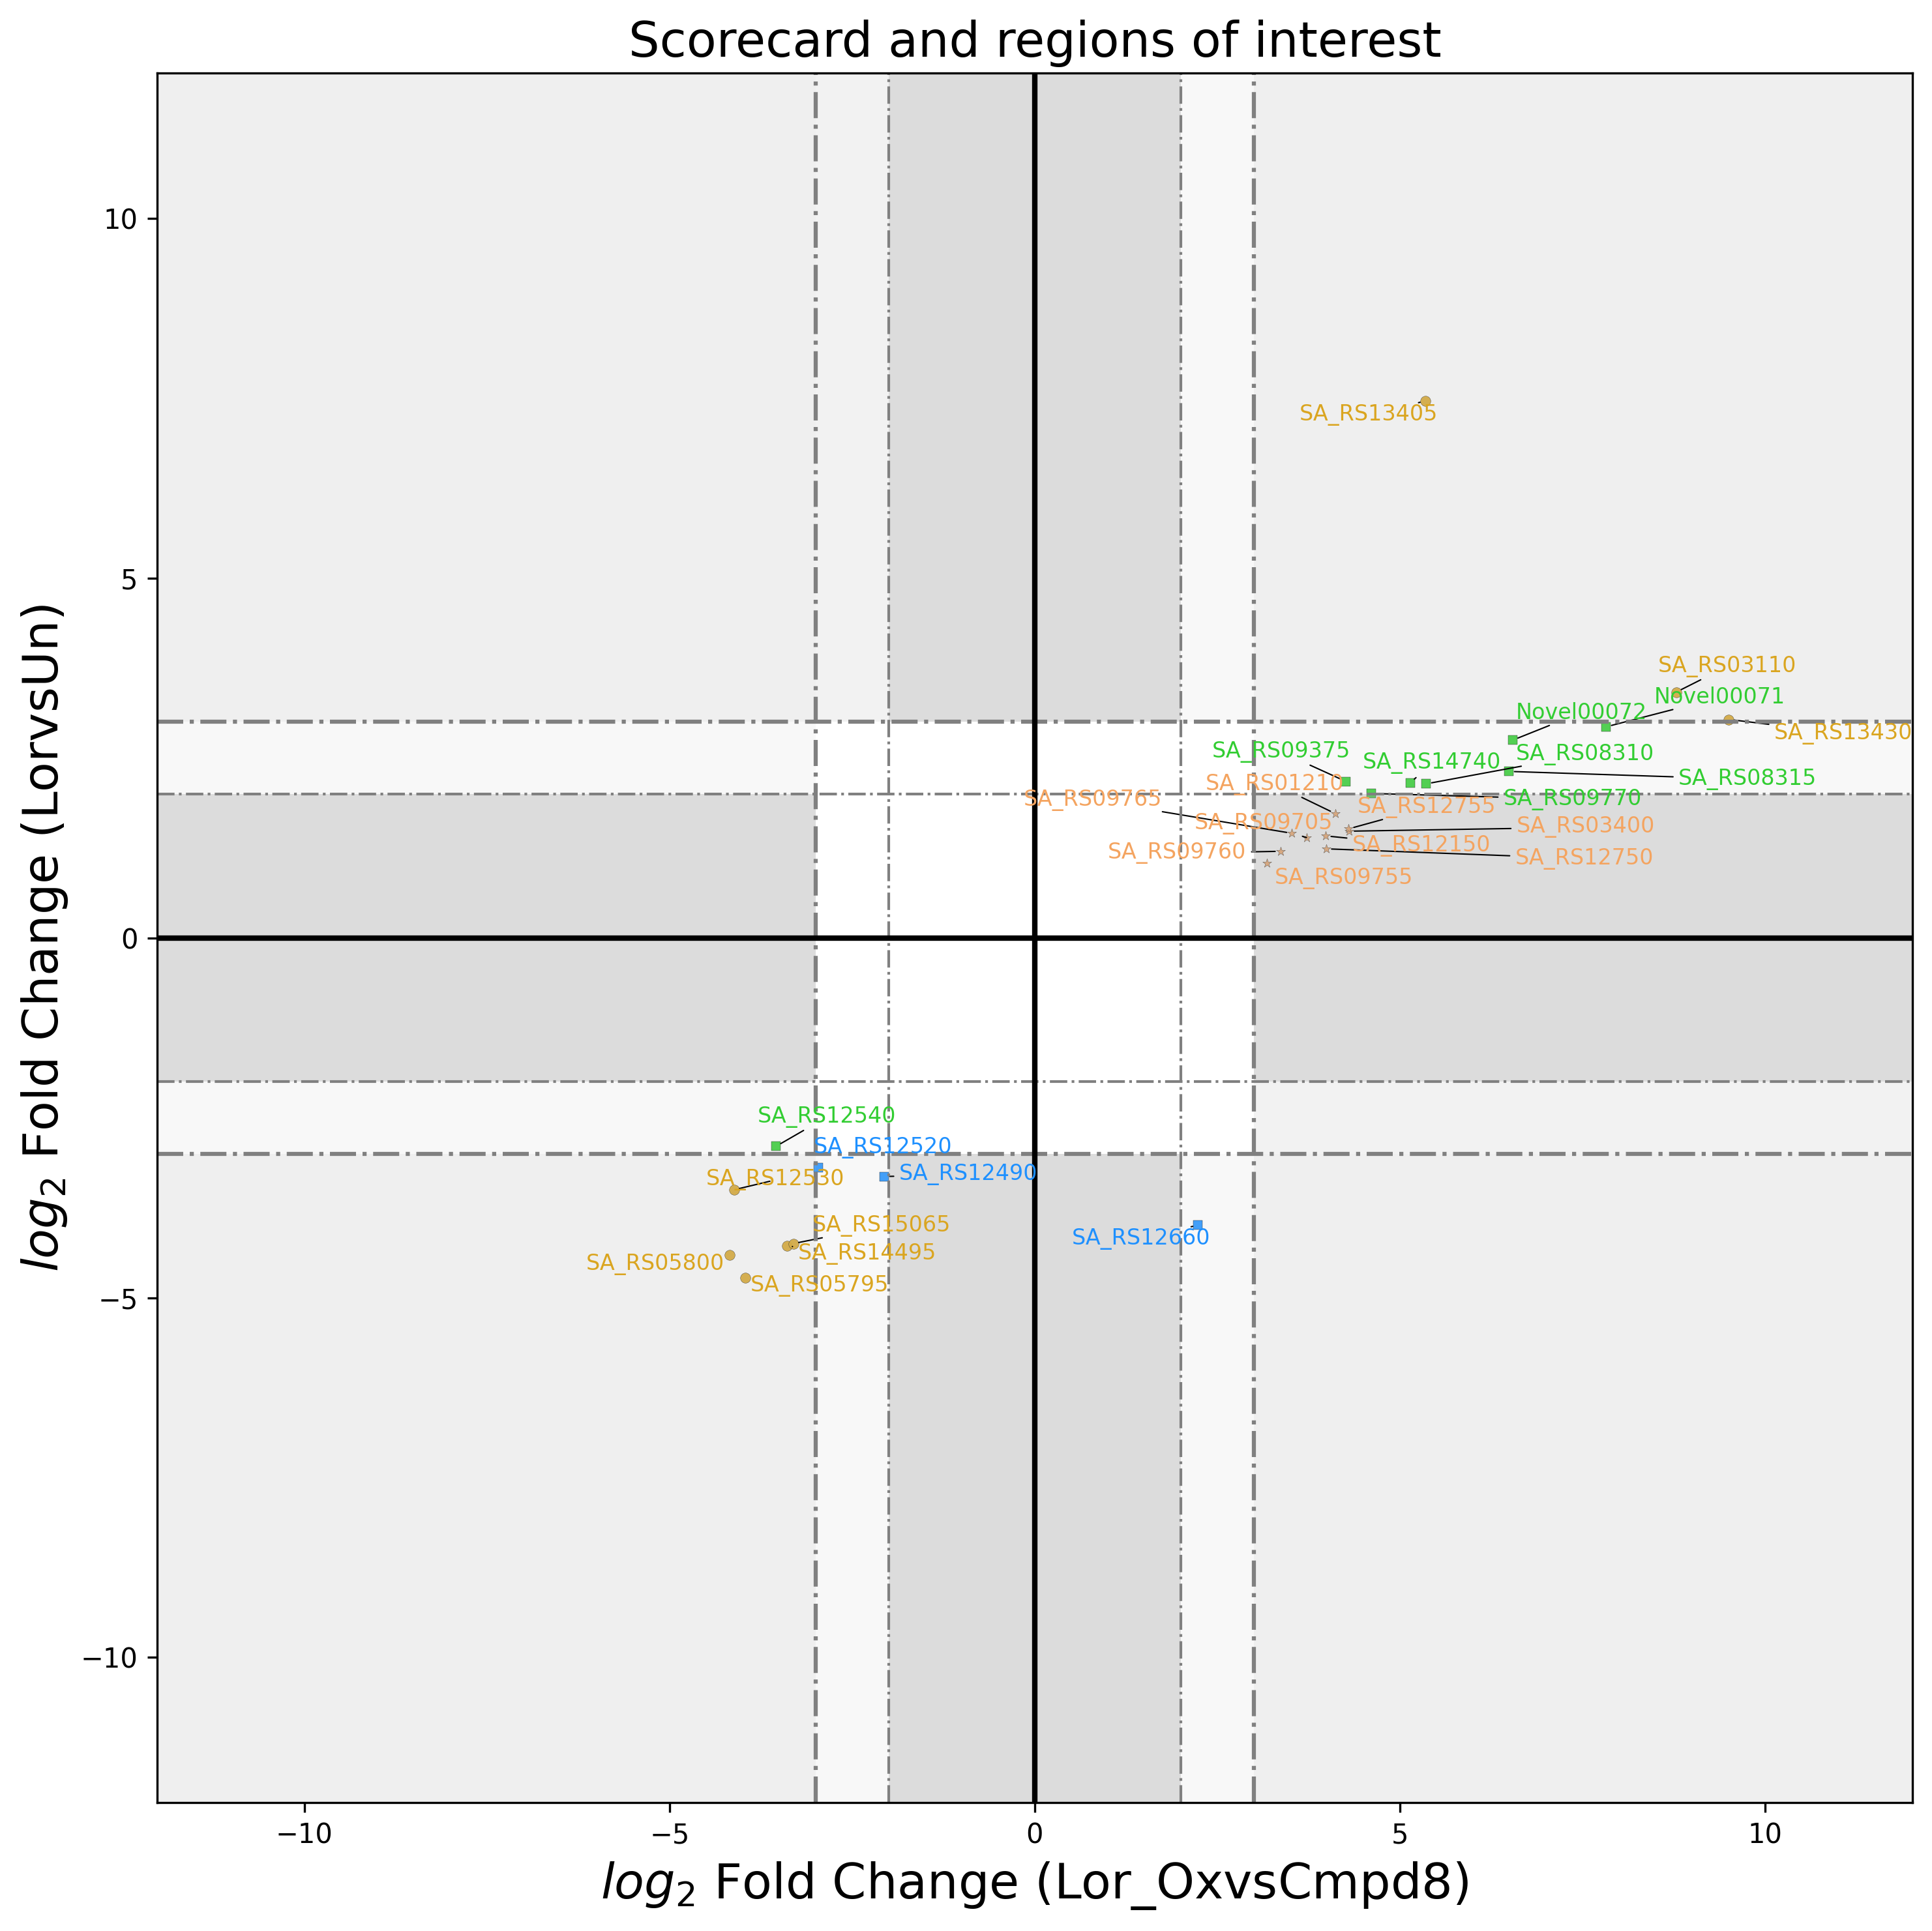 Scorecard and regions of interest
10
5
0
−5
−10
log2 Fold Change (LorvsUn)
SA_RS13405
SA_RS03110
Novel00071
Novel00072
SA_RS13430
SA_RS09375
SA_RS14740
SA_RS08310
SA_RS08315
SA_RS01210
SA_RS09765
SA_RS09770
SA_RS12755
SA_RS09705
SA_RS03400
SA_RS12150
SA_RS09760
SA_RS12750
SA_RS09755
SA_RS12540
SA_RS12520
SA_RS12490
SA_RS12530
SA_RS15065
SA_RS12660
SA_RS14495
SA_RS05800
SA_RS05795
−10
−5
0
5
10
log2 Fold Change (Lor_OxvsCmpd8)